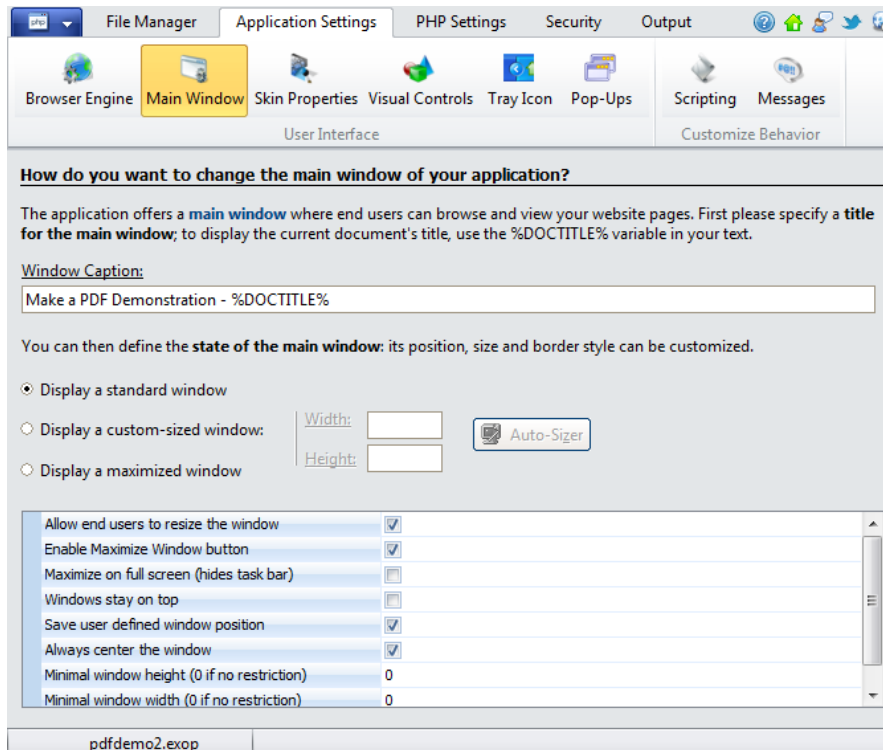 php
File Manager
Application Settings
PHP Settings
Security
Output
Browser Engine
Main Window
Skin Properties
Visual Controls
Tray Icon
Pop-Ups
Scripting
Messages
User Interface
Customize Behavior
How do you want to change the main window of your application?
The application offers a main window where end users can browse and view your website pages. First please specify a title
for the main window; to display the current document's title, use the %DOCTITLE% variable in your text.
Window Caption:
Make a PDF Demonstration - %DOCTITLE%
You can then define the state of the main window: its position, size and border style can be customized.
Display a standard window
Display a custom-sized window:
Width:
Auto-Sizer
Height:
Display a maximized window
Allow end users to resize the window
Enable Maximize Window button
Maximize on full screen (hides task bar)
Windows stay on top
Save user defined window position
Always center the window
Minimal window height (0 if no restriction) 0
Minimal window width (0 if no restriction) 0
pdfdemo2.exop